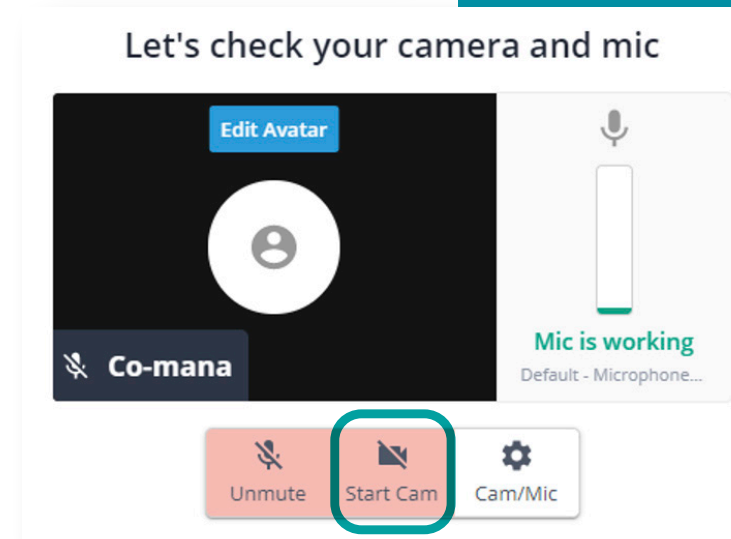 Let's check your camera and mic
Edit Avatar
Co-mana
Mic is working
Default - Microphone...
Unmute
Start Cam
Cam/Mic